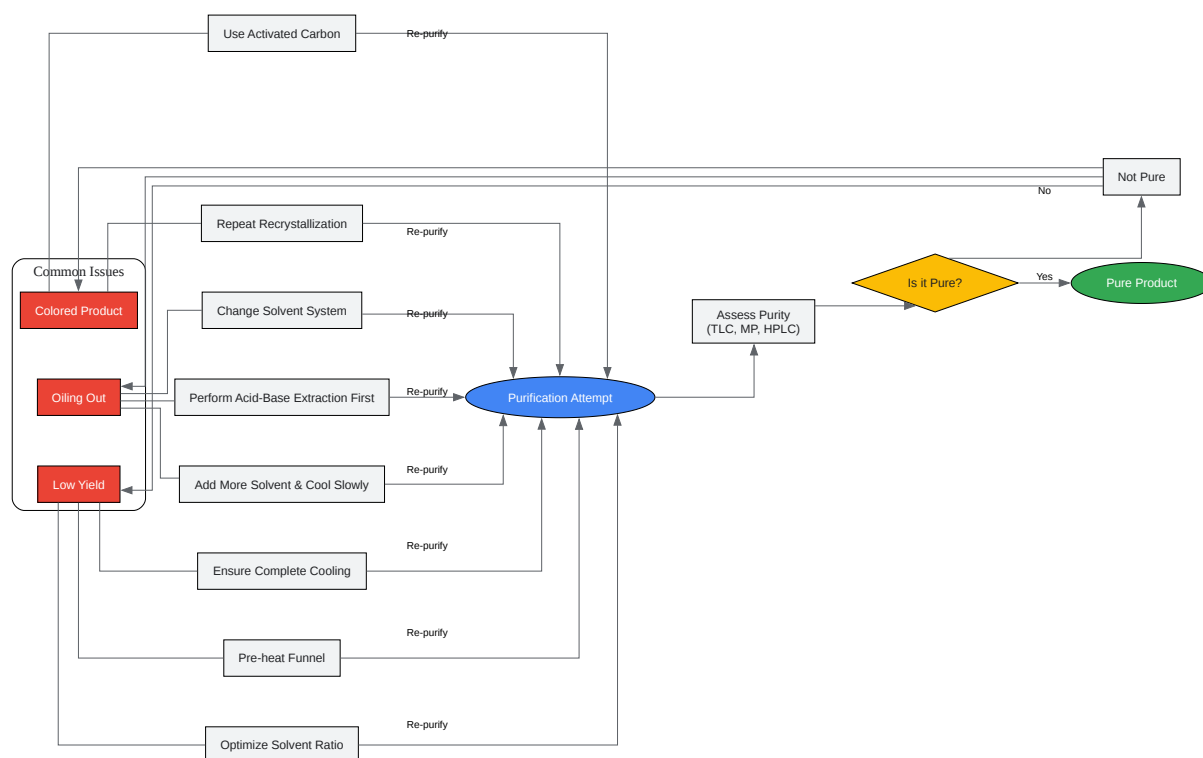 Use Activated Carbon
Re-purify
Not Pure
No
Repeat Recrystallization
Re-purify
Common Issues
Is it Pure?
Yes
Pure Product
Colored Product
Change Solvent System
Re-purify
Assess Purity
(TLC, MP, HPLC)
Oiling Out
Perform Acid-Base Extraction First
Re-purify
Purification Attempt
Low Yield
Add More Solvent & Cool Slowly
Re-purify
Ensure Complete Cooling
Re-purify
Pre-heat Funnel
Re-purify
Optimize Solvent Ratio
Re-purify